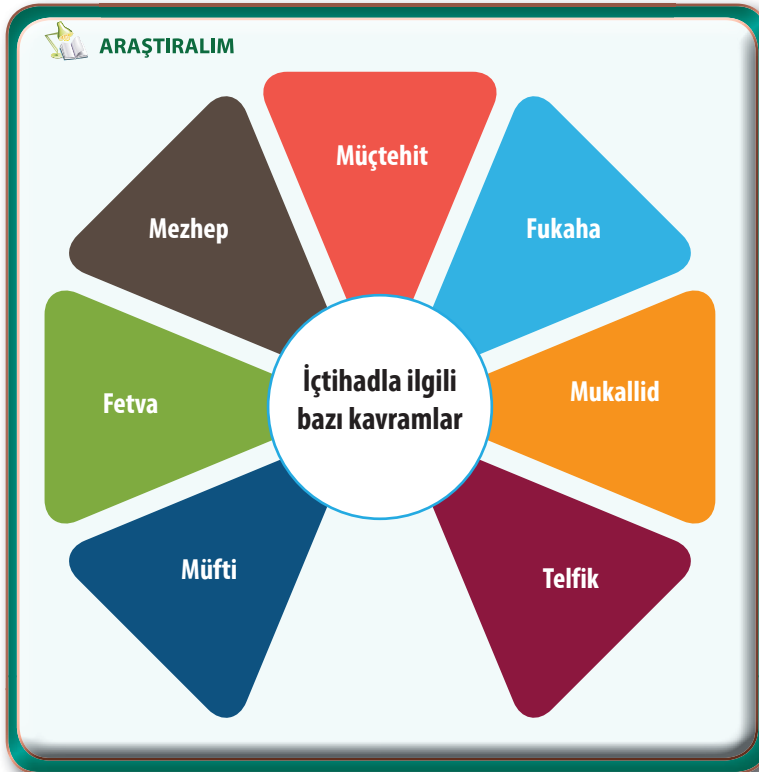 ARAŞTIRALIM
Müçtehit
Mezhep
Fukaha
Fetva
İçtihadla ilgili
bazı kavramlar
Mukallid
Müfti
Telfik